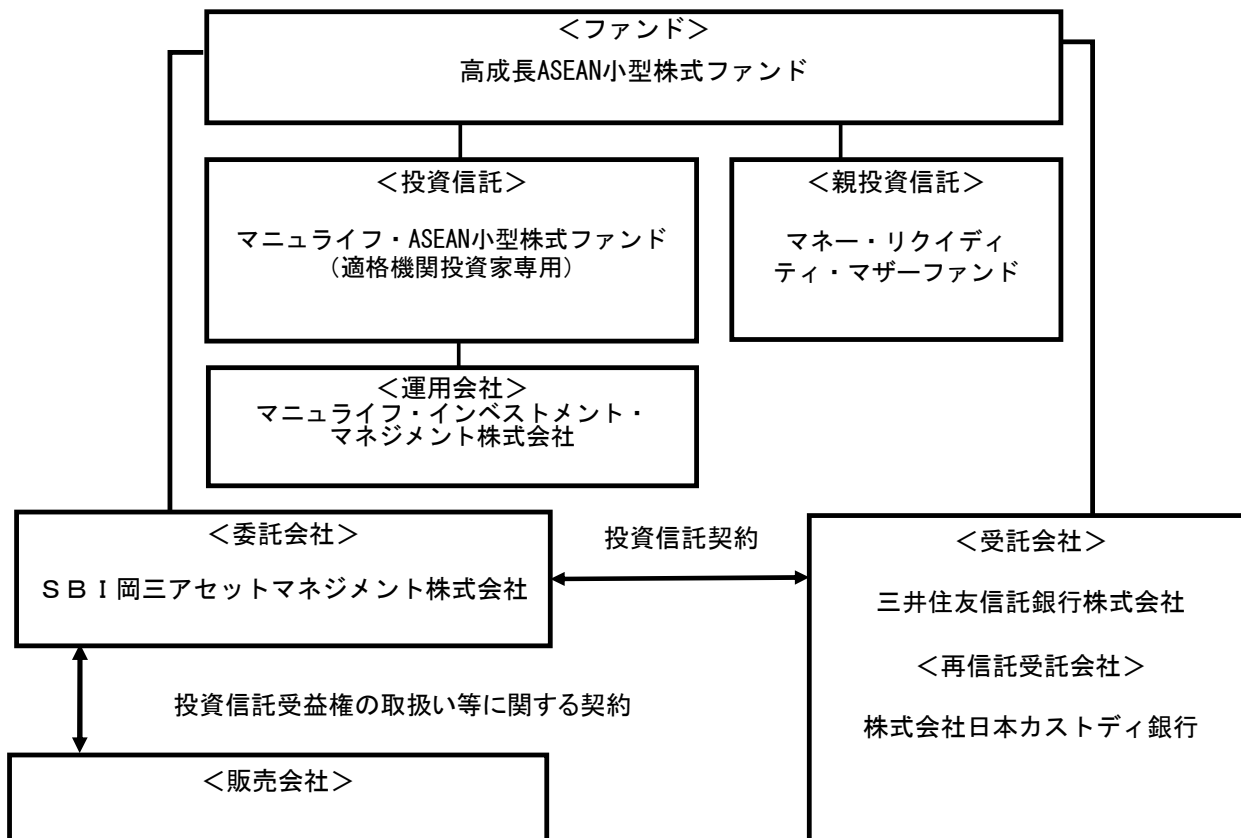 ＜ファンド＞
高成長ASEAN小型株式ファンド
＜投資信託＞
マニュライフ・ASEAN小型株式ファンド
（適格機関投資家専用）
＜親投資信託＞
マネー・リクイディ
ティ・マザーファンド
＜運用会社＞
マニュライフ・インベストメント・
マネジメント株式会社
＜委託会社＞
ＳＢＩ岡三アセットマネジメント株式会社
投資信託契約
＜受託会社＞
三井住友信託銀行株式会社
＜再信託受託会社＞
株式会社日本カストディ銀行
投資信託受益権の取扱い等に関する契約
＜販売会社＞